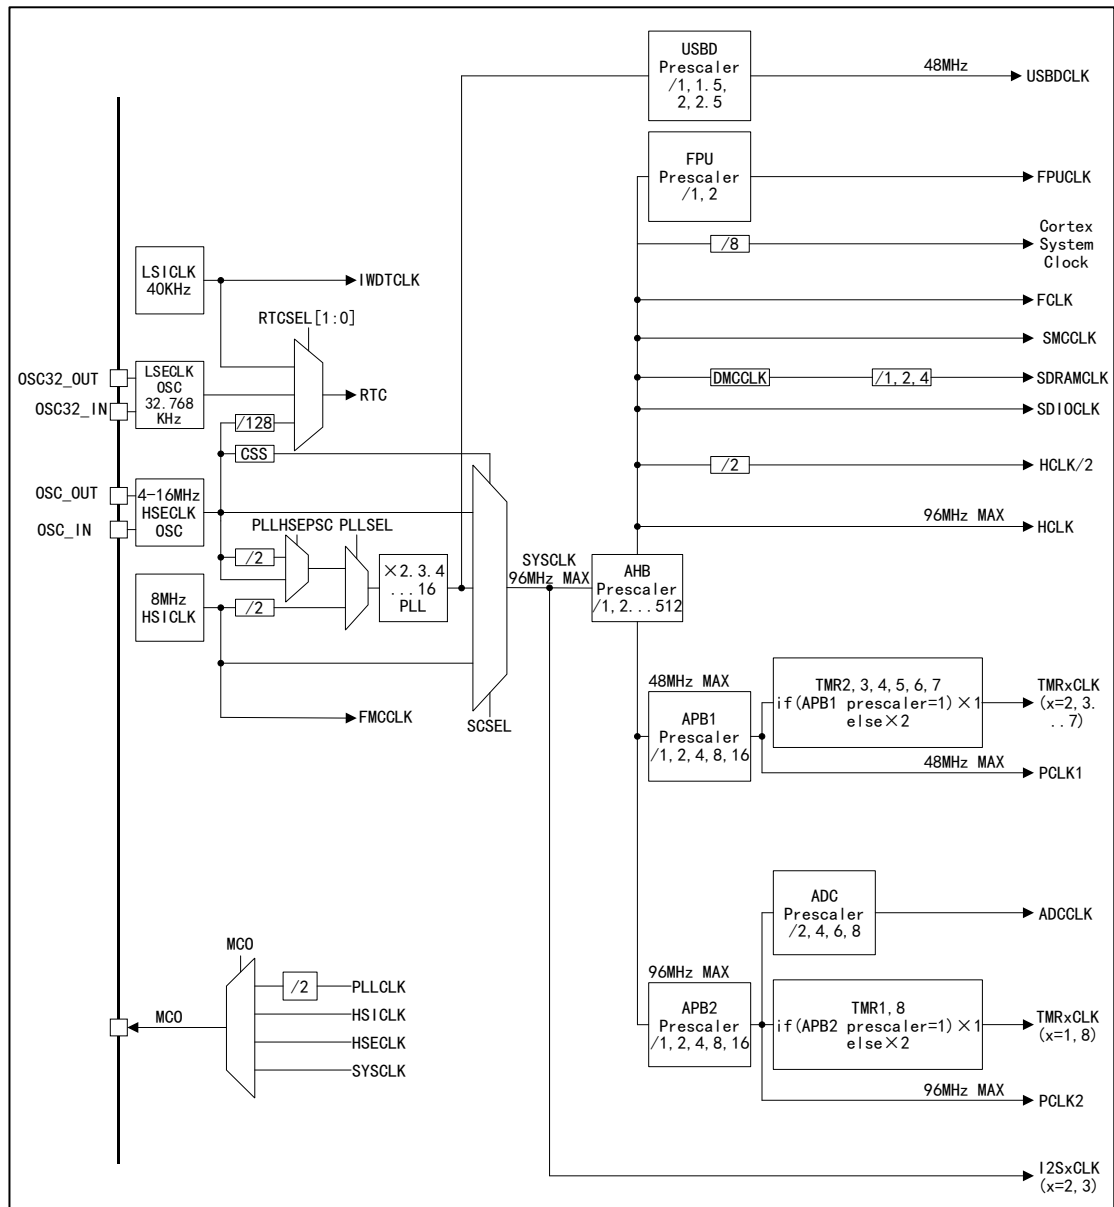 USBD
Prescaler
/1, 1.5,
2, 2.5
48MHz
USBDCLK
FPU
Prescaler
/1, 2
FPUCLK
/8
Cortex
System
Clock
LSICLK
40KHz
IWDTCLK
FCLK
RTCSEL[1:0]
SMCCLK
OSC32_OUT
OSC32_IN
LSECLK
OSC
32.768
KHz
RTC
DMCCLK
/1, 2, 4
SDRAMCLK
SDIOCLK
/128
CSS
/2
HCLK/2
OSC_OUT
OSC_IN
4-16MHz
HSECLK
OSC
96MHz MAX
HCLK
PLLHSEPSC
PLLSEL
/2
×2.3.4
...16
PLL
SYSCLK
96MHz MAX
AHB
Prescaler
/1, 2...512
8MHz
HSICLK
/2
FMCCLK
SCSEL
48MHz MAX
APB1
Prescaler
/1, 2, 4, 8, 16
TMR2, 3, 4, 5, 6, 7
if(APB1 prescaler=1)×1
else×2
TMRxCLK
(x=2, 3.
..7)
48MHz MAX
PCLK1
ADC
Prescaler
/2, 4, 6, 8
ADCCLK
MCO
/2
PLLCLK
HSICLK
HSECLK
SYSCLK
MCO
96MHz MAX
APB2
Prescaler
/1, 2, 4, 8, 16
TMR1, 8
if(APB2 prescaler=1)×1
else×2
TMRxCLK
(x=1, 8)
96MHz MAX
PCLK2
I2SxCLK
(x=2, 3)